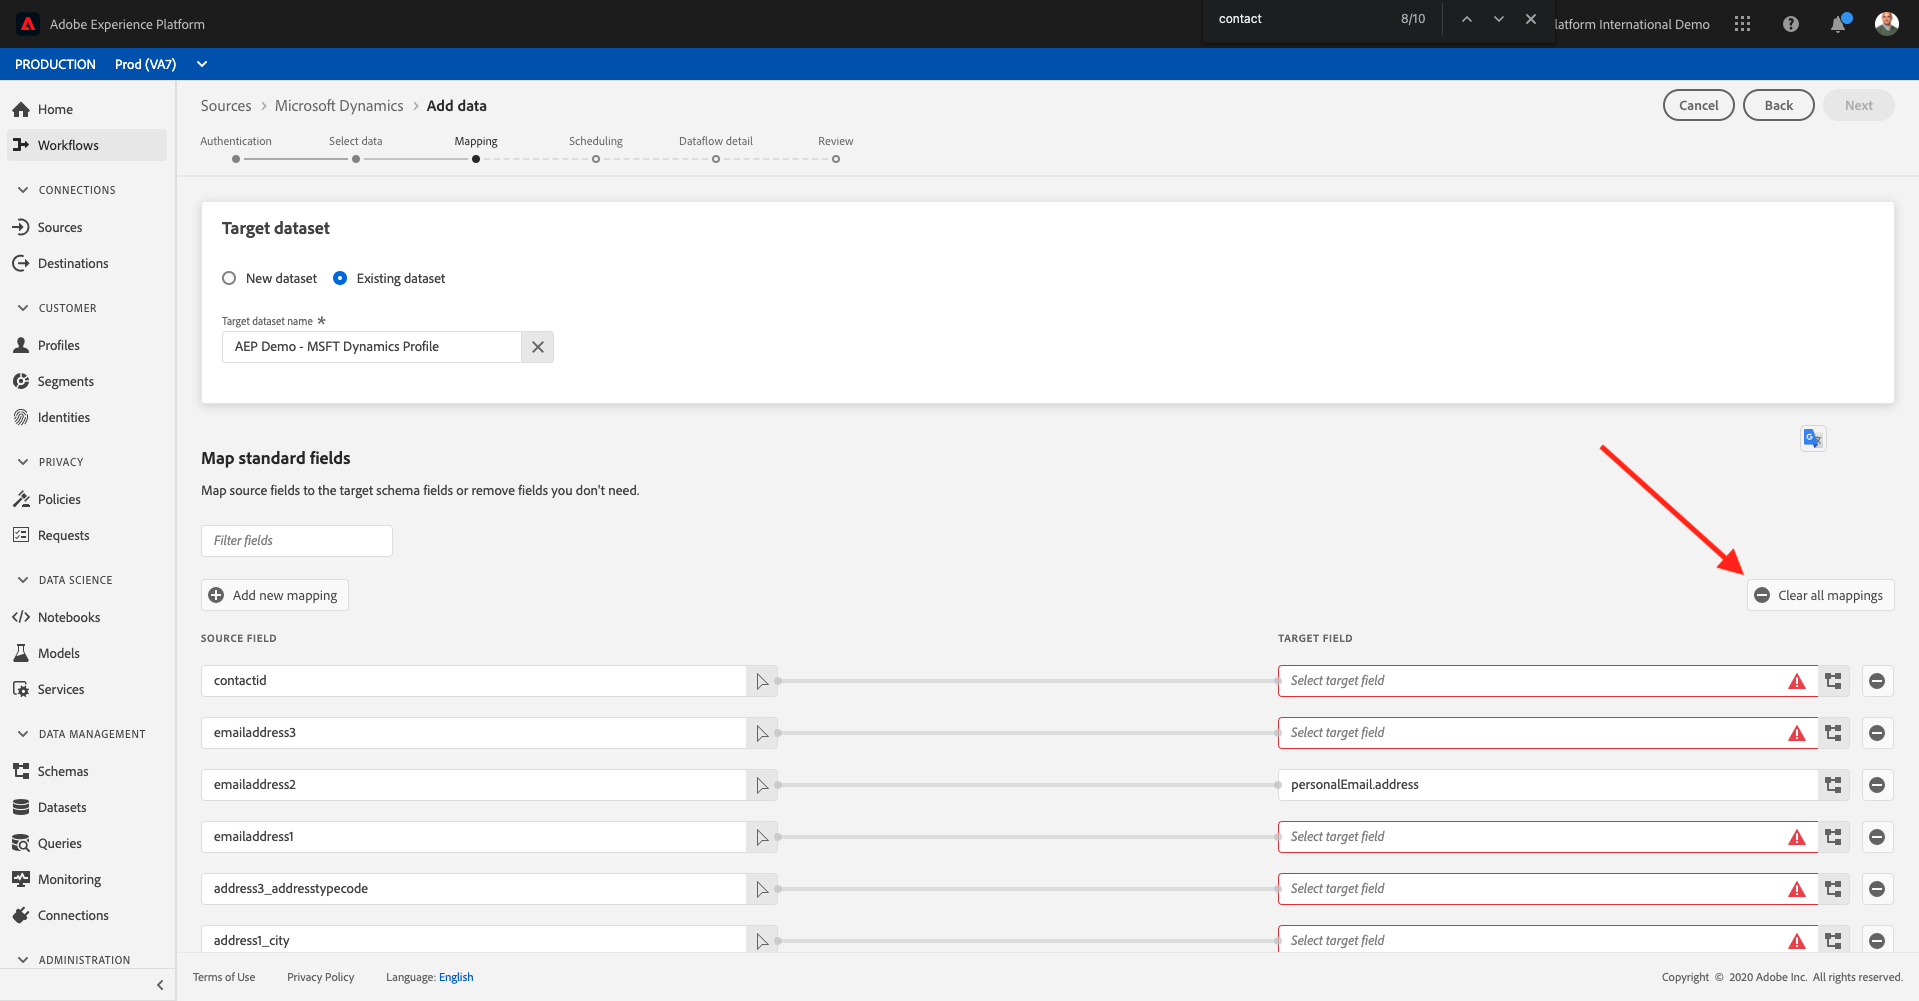 Adobe Experience Platform
contact 8/10
latform International Demo
PRODUCTION Prod (VA7)
Home
Workflows
CONNECTIONS
Sources
Destinations
CUSTOMER
Profiles
Segments
Identities
PRIVACY
Policies
Requests
DATA SCIENCE
Notebooks
Models
Services
DATA MANAGEMENT
Schemas
Datasets
Queries
Monitoring
Connections
ADMINISTRATION
Sources > Microsoft Dynamics > Add data
Cancel Back Next
Authentication Select data Mapping Scheduling Dataflow detail Review
Target dataset
New dataset Existing dataset
Target dataset name *
AEP Demo - MSFT Dynamics Profile
Map standard fields
Map source fields to the target schema fields or remove fields you don't need.
Filter fields
Add new mapping Clear all mappings
SOURCE FIELD TARGET FIELD
contactid Select target field
emailaddress3 Select target field
emailaddress2 personalEmail.address
emailaddress1 Select target field
address3_addresstypecode Select target field
address1_city Select target field
Terms of Use Privacy Policy Language: English
Copyright © 2020 Adobe Inc. All rights reserved.